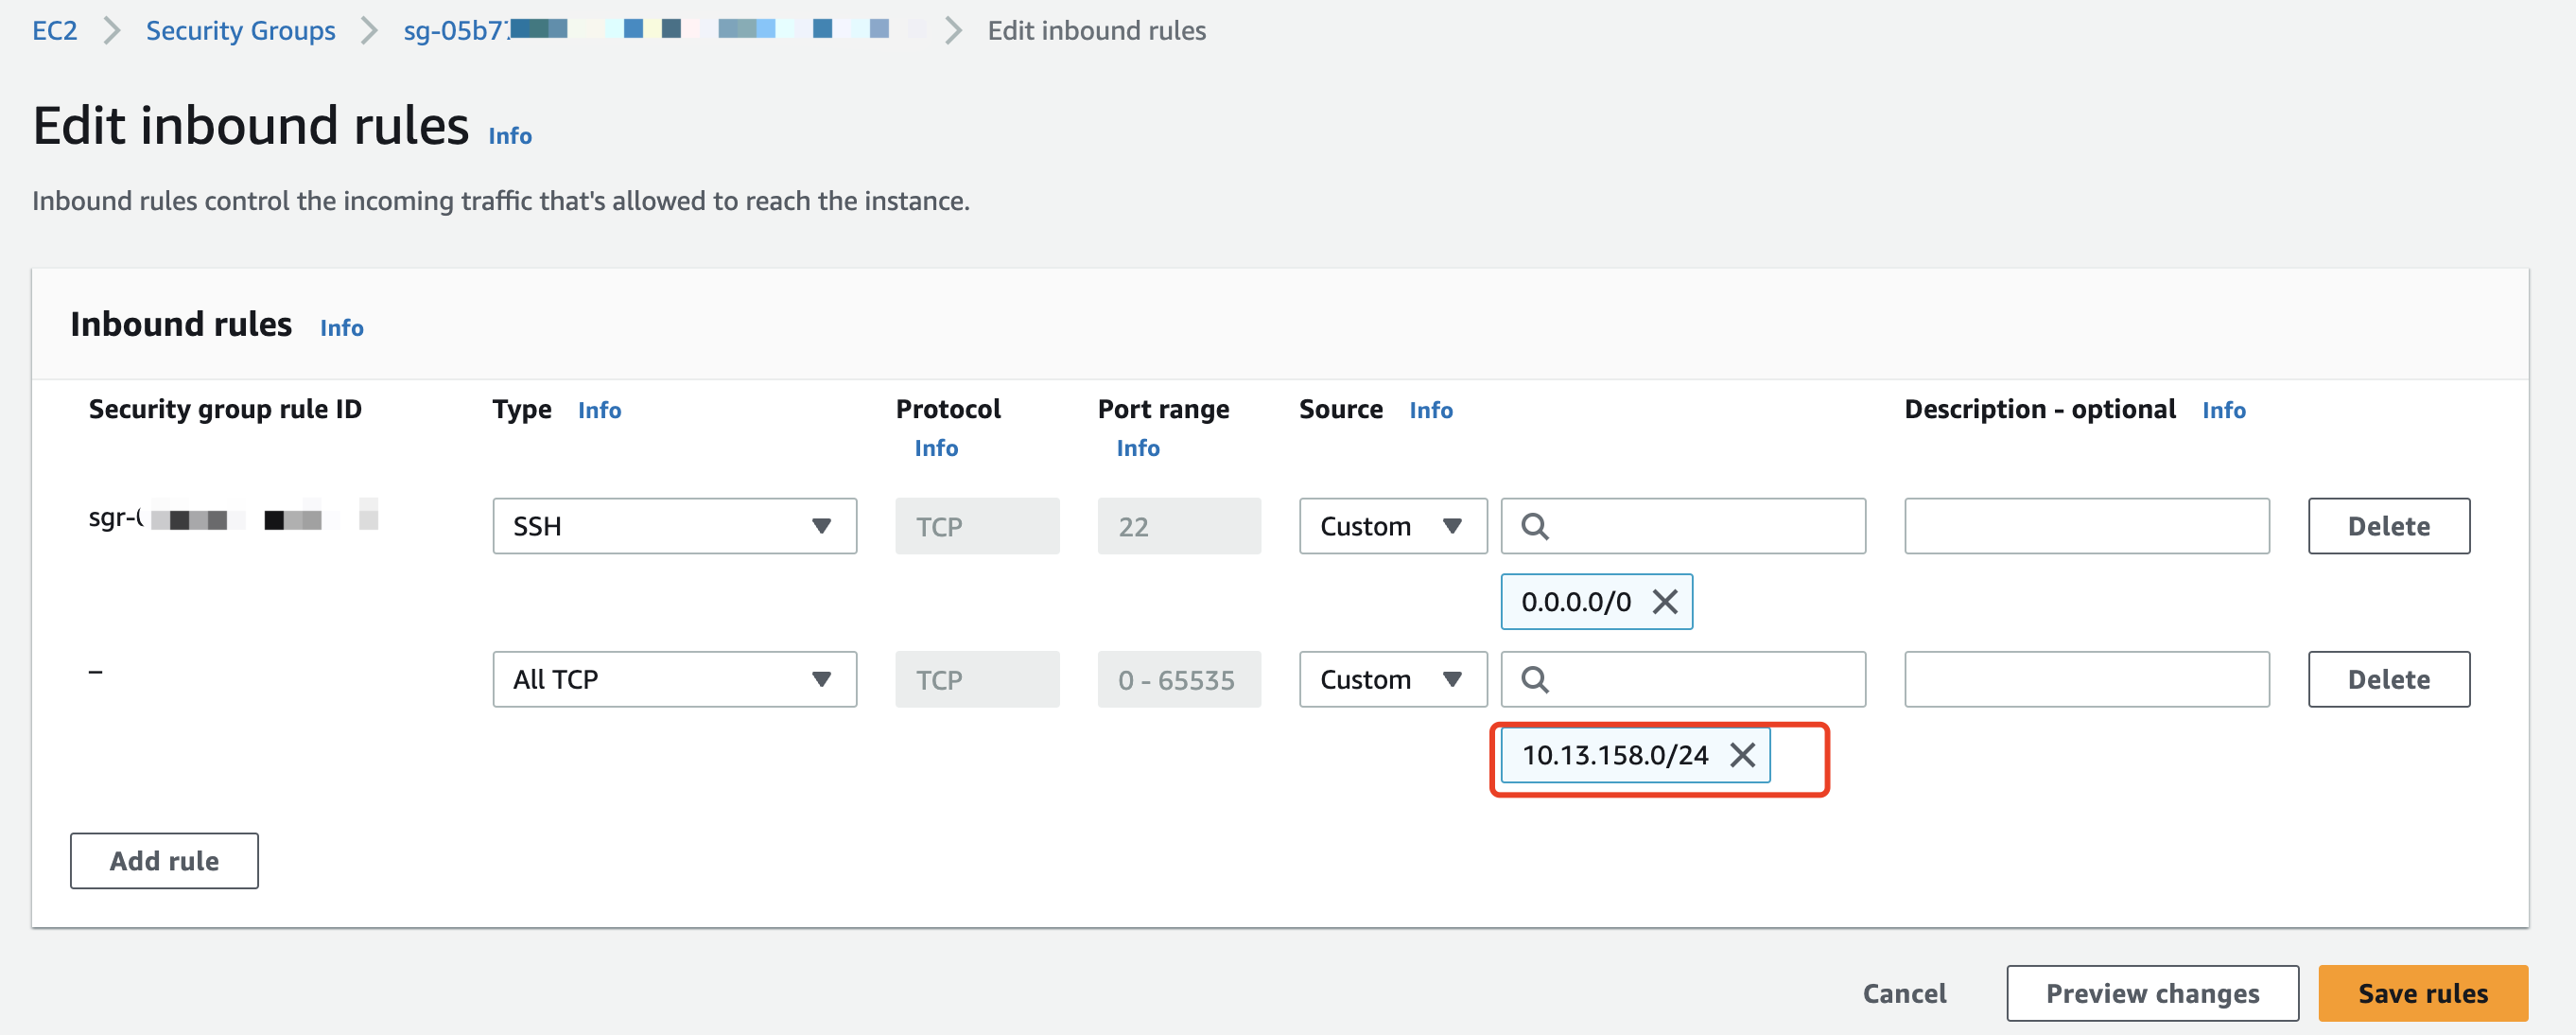 EC2 Security Groups sg-05b77 Edit inbound rules
Edit inbound rules Info
Inbound rules control the incoming traffic that's allowed to reach the instance.
Inbound rules Info
Security group rule ID Type Info Protocol Info Port range Info Source Info Description - optional Info
sgr- SSH TCP 22 Custom Delete
0.0.0.0/0
– All TCP TCP 0 - 65535 Custom Delete
10.13.158.0/24
Add rule
Cancel Preview changes Save rules